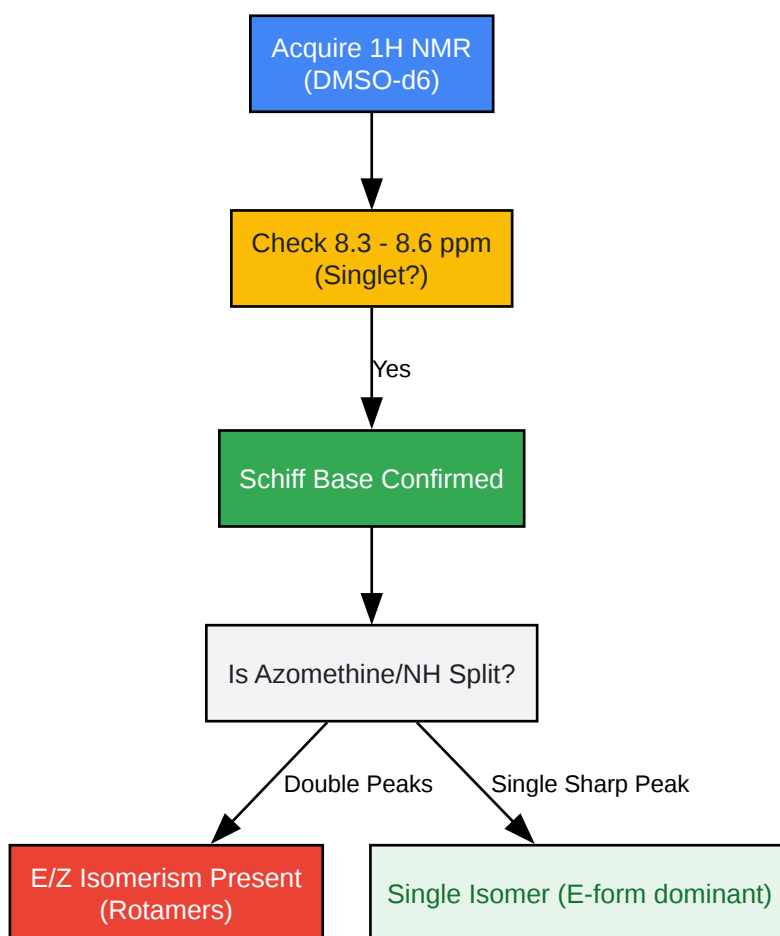 Acquire 1H NMR
(DMSO-d6)
Check 8.3 - 8.6 ppm
(Singlet?)
Yes
Schiff Base Confirmed
Is Azomethine/NH Split?
Double Peaks
Single Sharp Peak
E/Z Isomerism Present
(Rotamers)
Single Isomer (E-form dominant)